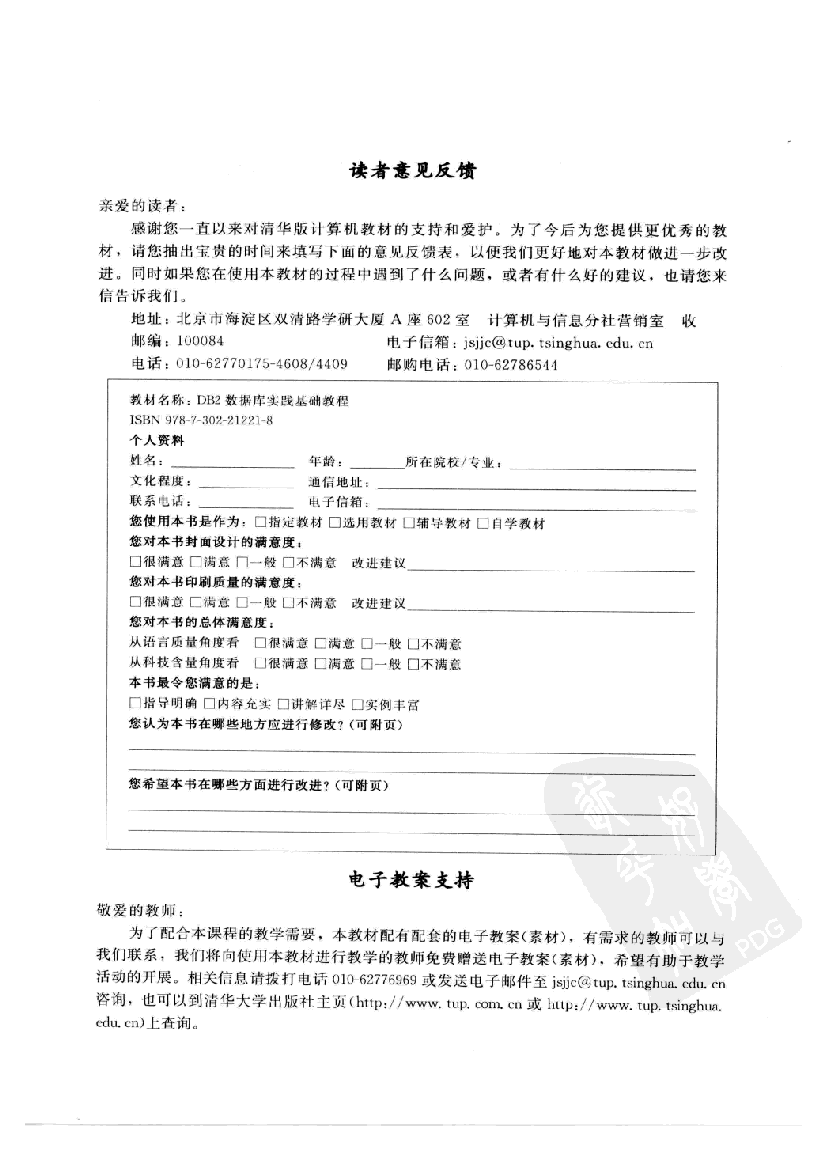 读者意见反馈
亲爱的读者：
感谢您一直以来对清华版计算机教材的支持和爱护。为了今后为您提供更优秀的教
材，请您抽出宝贵的时间来填写下面的意见反馈表，以便我们更好地对本教材做进一步改
进。同时如果您在使用本教材的过程中遇到了什么问题，或者有什么好的建议，也请您来
信告诉我们。
地址：北京市海淀区双清路学研大厦 A 座 602 室　计算机与信息分社营销室　收
邮编：100084　电子信箱：jsjjc@tup.tsinghua.edu.cn
电话：010-62770175-4608/4409　邮购电话：010-62786544
教材名称：DB2 数据库实践基础教程
ISBN 978-7-302-21221-8
个人资料
姓名：　年龄：　所在院校/专业：
文化程度：　通信地址：
联系电话：　电子信箱：
您使用本书是作为：□指定教材 □选用教材 □辅导教材 □自学教材
您对本书封面设计的满意度：
□很满意 □满意 □一般 □不满意　改进建议
您对本书印刷质量的满意度：
□很满意 □满意 □一般 □不满意　改进建议
您对本书的总体满意度：
从语言质量角度看　□很满意 □满意 □一般 □不满意
从科技含量角度看　□很满意 □满意 □一般 □不满意
本书最令您满意的是：
□指导明确 □内容充实 □讲解详尽 □实例丰富
您认为本书在哪些地方应进行修改？（可附页）
您希望本书在哪些方面进行改进？（可附页）
电子教案支持
敬爱的教师：
为了配合本课程的教学需要，本教材配有配套的电子教案（素材），有需求的教师可以与
我们联系，我们将向使用本教材进行教学的教师免费赠送电子教案（素材），希望有助于教学
活动的开展。相关信息请拨打电话 010-62776969 或发送电子邮件至 jsjjc@tup.tsinghua.edu.cn
咨询，也可以到清华大学出版社主页（http://www.tup.com.cn 或 http://www.tup.tsinghua.
edu.cn）上查询。
PDG